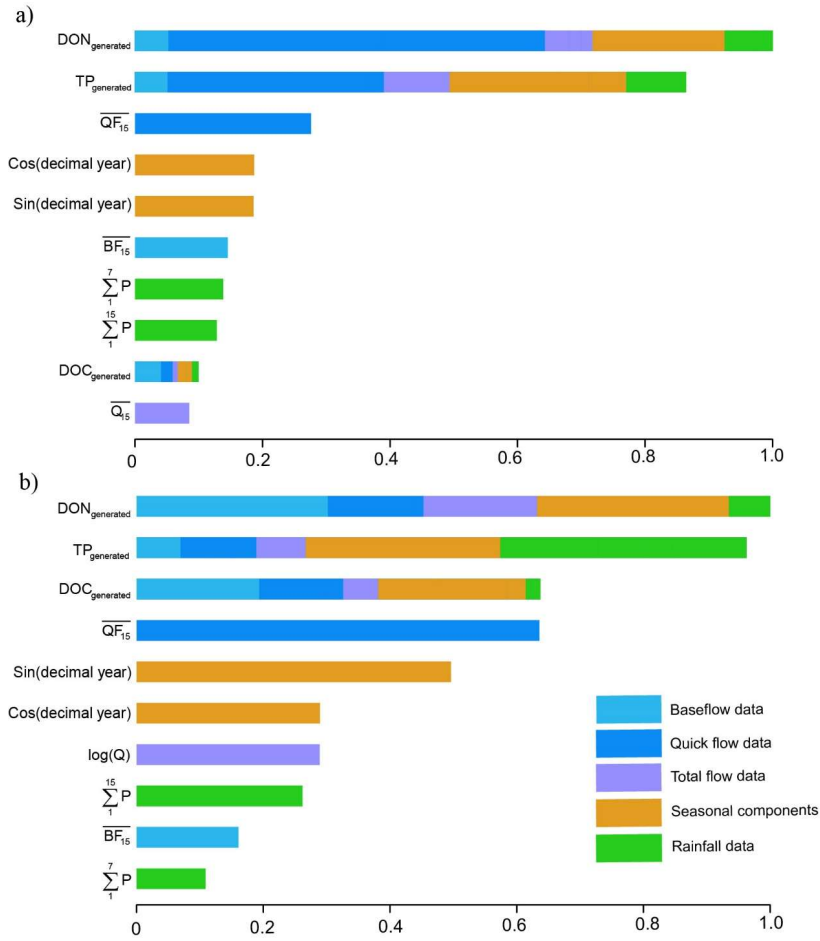 a)
DONgenerated
TPgenerated
QF15
Cos(decimal year)
Sin(decimal year)
BF15
7
∑ P
1
15
∑ P
1
DOCgenerated
Q15
0 0.2 0.4 0.6 0.8 1.0
b)
DONgenerated
TPgenerated
DOCgenerated
QF15
Sin(decimal year)
Cos(decimal year)
log(Q)
15
∑ P
1
BF15
7
∑ P
1
0 0.2 0.4 0.6 0.8 1.0
Baseflow data
Quick flow data
Total flow data
Seasonal components
Rainfall data